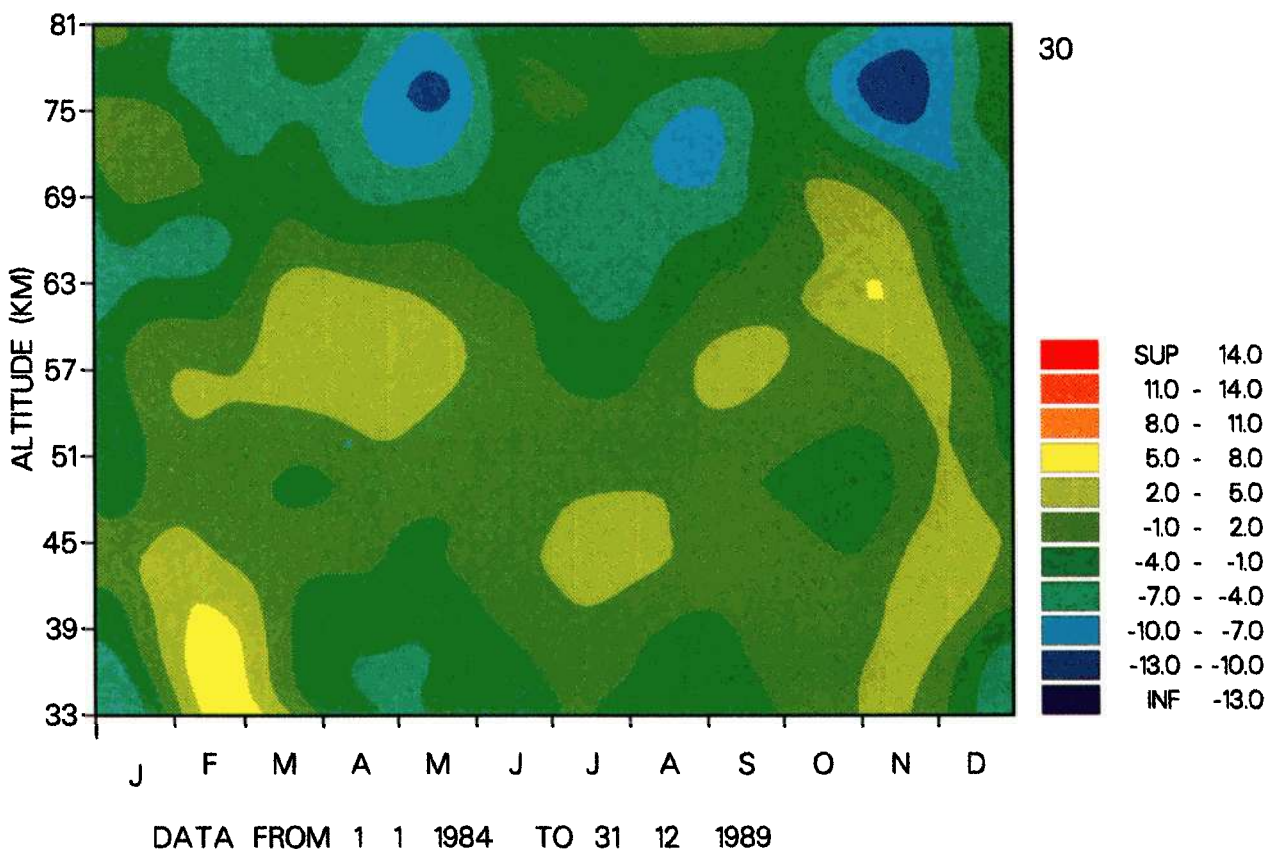 81
75
69
63
57
51
45
39
33
ALTITUDE (KM)
J F M A M J J A S O N D
DATA FROM 1 1 1984 TO 31 12 1989
30
SUP 14.0
11.0 - 14.0
8.0 - 11.0
5.0 - 8.0
2.0 - 5.0
-1.0 - 2.0
-4.0 - -1.0
-7.0 - -4.0
-10.0 - -7.0
-13.0 - -10.0
INF -13.0